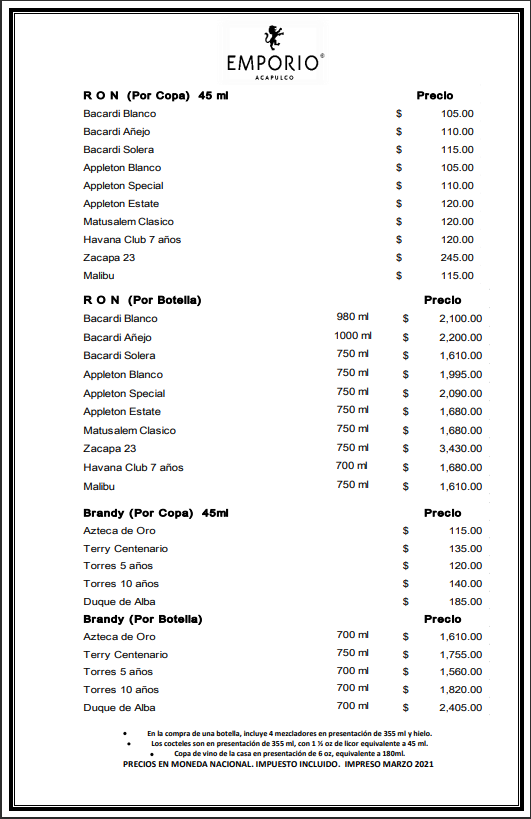 EMPORIO®
ACAPULCO
R O N (Por Copa) 45 ml Precio
Bacardi Blanco $ 105.00
Bacardi Añejo $ 110.00
Bacardi Solera $ 115.00
Appleton Blanco $ 105.00
Appleton Special $ 110.00
Appleton Estate $ 120.00
Matusalem Clasico $ 120.00
Havana Club 7 años $ 120.00
Zacapa 23 $ 245.00
Malibu $ 115.00
R O N (Por Botella) Precio
Bacardi Blanco 980 ml $ 2,100.00
Bacardi Añejo 1000 ml $ 2,200.00
Bacardi Solera 750 ml $ 1,610.00
Appleton Blanco 750 ml $ 1,995.00
Appleton Special 750 ml $ 2,090.00
Appleton Estate 750 ml $ 1,680.00
Matusalem Clasico 750 ml $ 1,680.00
Zacapa 23 750 ml $ 3,430.00
Havana Club 7 años 700 ml $ 1,680.00
Malibu 750 ml $ 1,610.00
Brandy (Por Copa) 45ml Precio
Azteca de Oro $ 115.00
Terry Centenario $ 135.00
Torres 5 años $ 120.00
Torres 10 años $ 140.00
Duque de Alba $ 185.00
Brandy (Por Botella) Precio
Azteca de Oro 700 ml $ 1,610.00
Terry Centenario 750 ml $ 1,755.00
Torres 5 años 700 ml $ 1,560.00
Torres 10 años 700 ml $ 1,820.00
Duque de Alba 700 ml $ 2,405.00
• En la compra de una botella, incluye 4 mezcladores en presentación de 355 ml y hielo.
• Los cocteles son en presentación de 355 ml, con 1 ½ oz de licor equivalente a 45 ml.
• Copa de vino de la casa en presentación de 6 oz, equivalente a 180ml.
PRECIOS EN MONEDA NACIONAL. IMPUESTO INCLUIDO. IMPRESO MARZO 2021